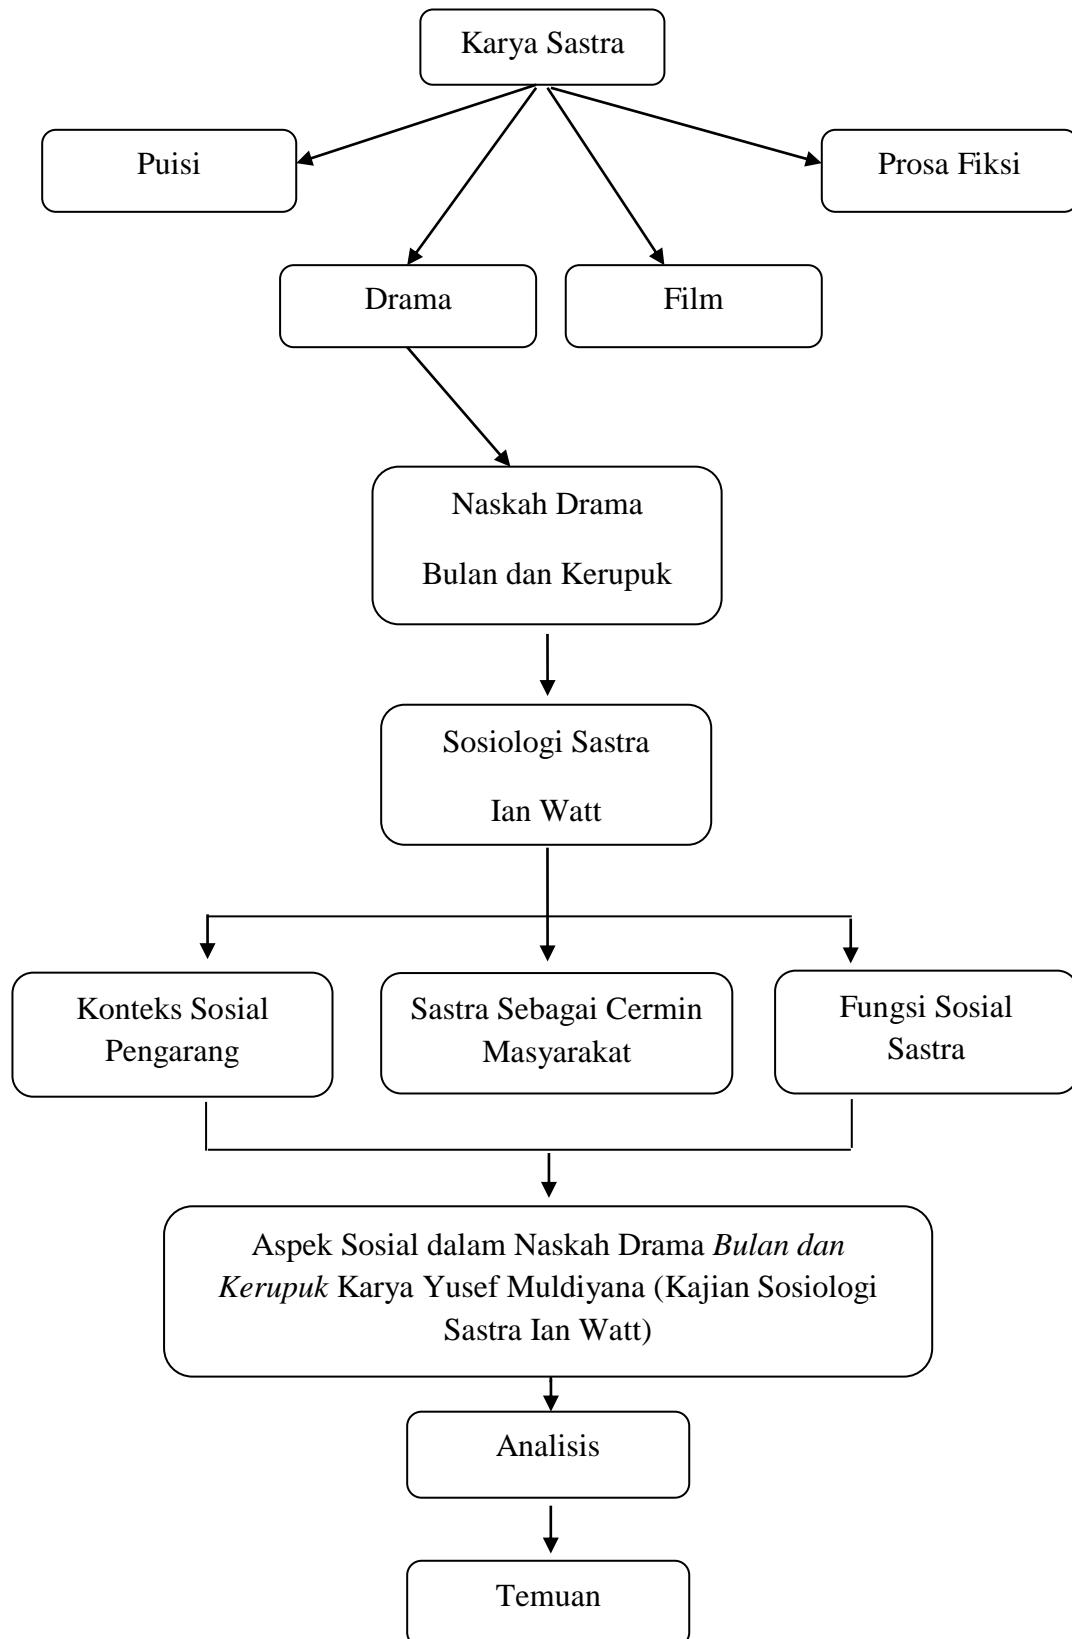 Karya Sastra
Puisi
Prosa Fiksi
Drama
Film
Naskah Drama
Bulan dan Kerupuk
Sosiologi Sastra
Ian Watt
Konteks Sosial
Pengarang
Sastra Sebagai Cermin
Masyarakat
Fungsi Sosial
Sastra
Aspek Sosial dalam Naskah Drama Bulan dan
Kerupuk Karya Yusef Muldiyana (Kajian Sosiologi
Sastra Ian Watt)
Analisis
Temuan